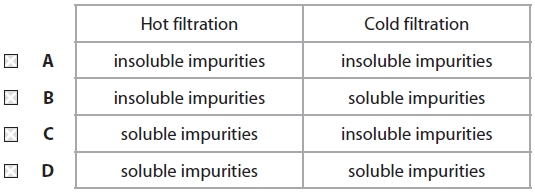 Hot filtration Cold filtration
A insoluble impurities insoluble impurities
B insoluble impurities soluble impurities
C soluble impurities insoluble impurities
D soluble impurities soluble impurities